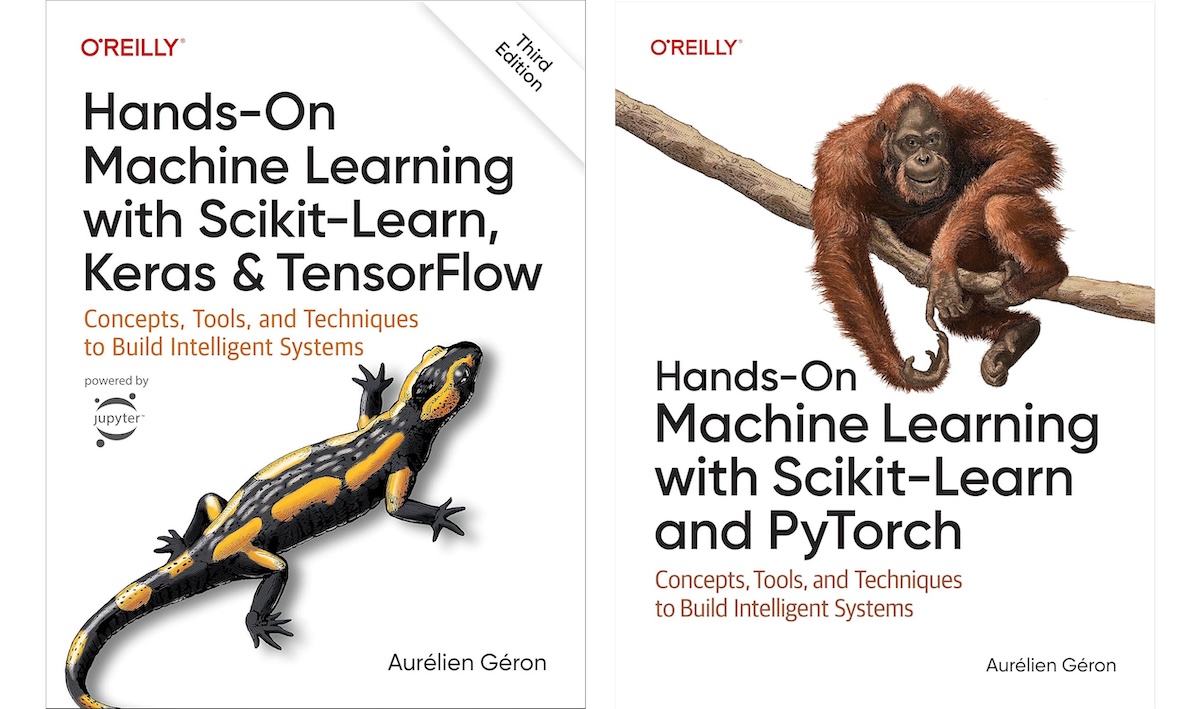 O'REILLY®
Third
Edition
Hands-On
Machine Learning
with Scikit-Learn,
Keras & TensorFlow
Concepts, Tools, and Techniques
to Build Intelligent Systems
powered by
jupyter™
Aurélien Géron
O'REILLY®
Hands-On
Machine Learning
with Scikit-Learn
and PyTorch
Concepts, Tools, and Techniques
to Build Intelligent Systems
Aurélien Géron